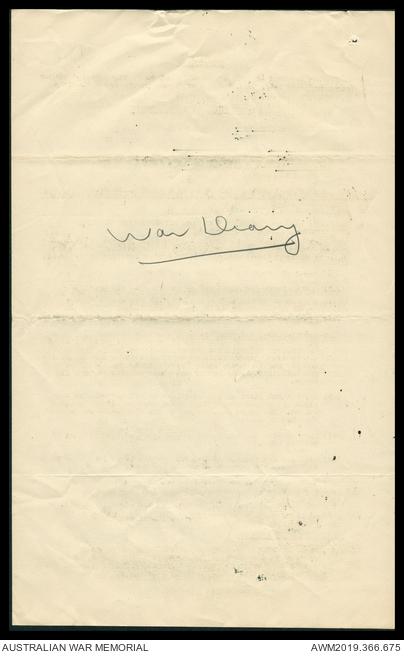 War Diary
AUSTRALIAN WAR MEMORIAL
AWM2019.366.675